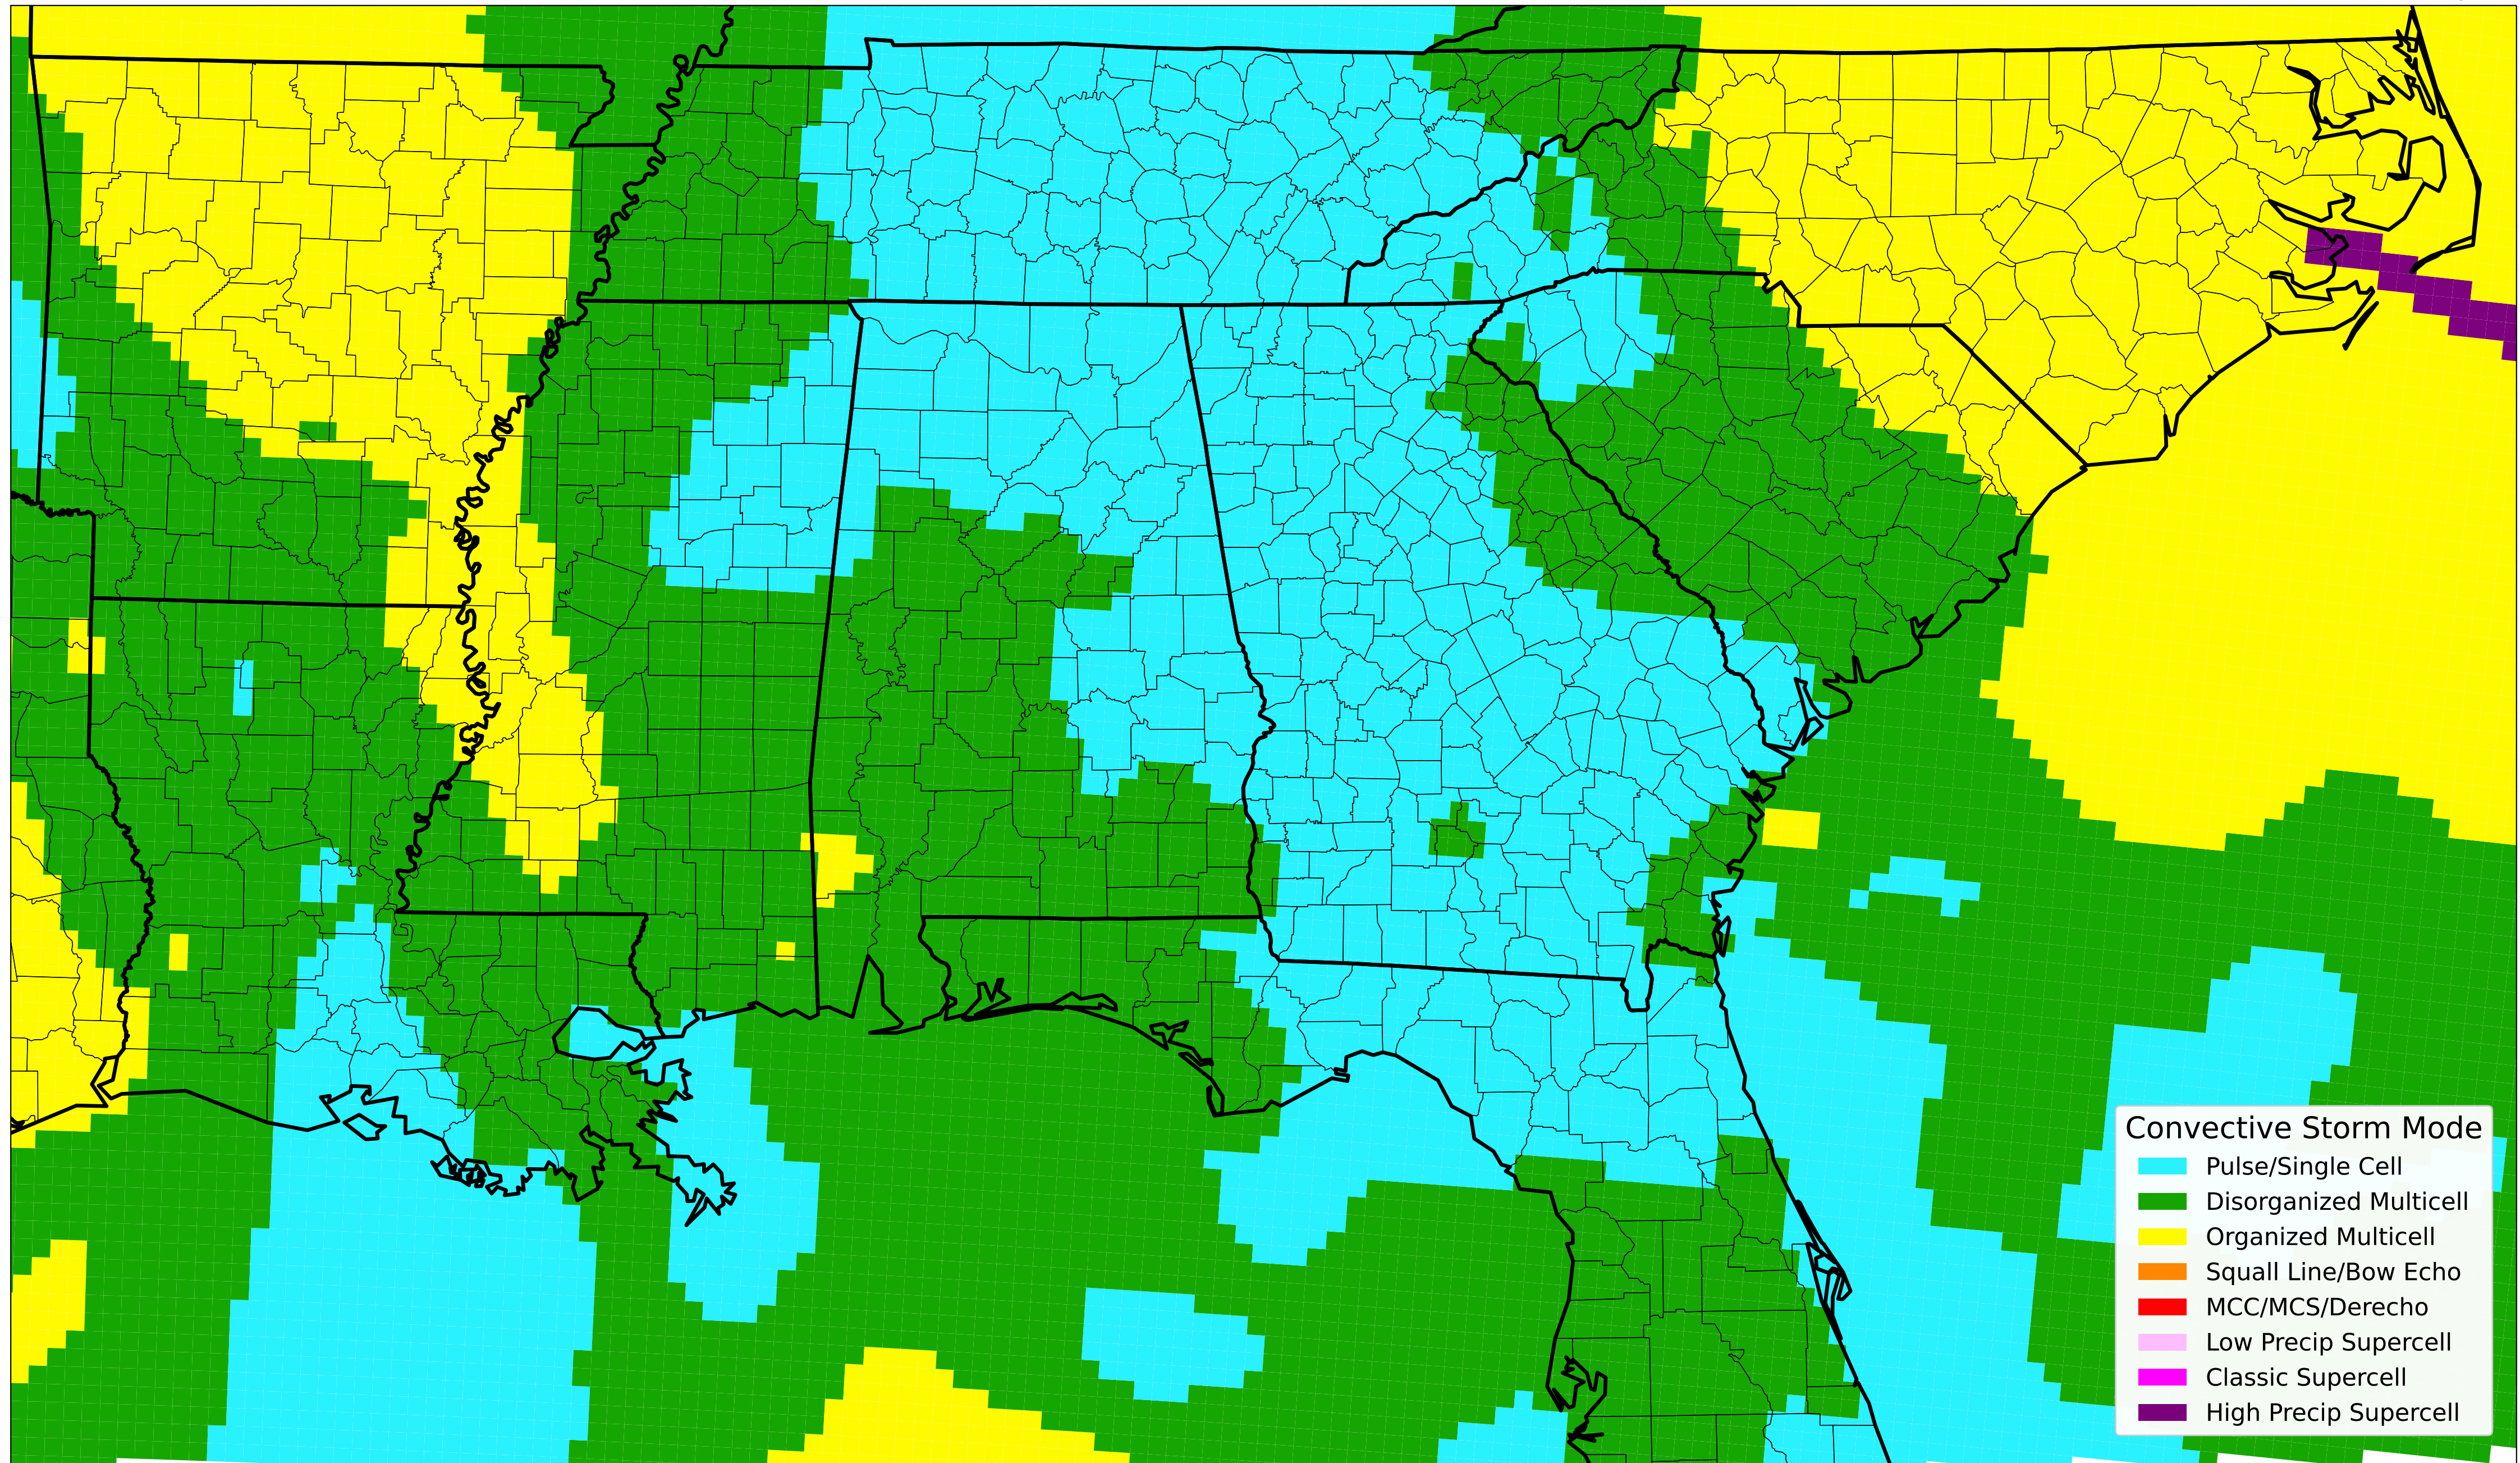 Convective Storm Mode
Pulse/Single Cell
Disorganized Multicell
Organized Multicell
Squall Line/Bow Echo
MCC/MCS/Derecho
Low Precip Supercell
Classic Supercell
High Precip Supercell